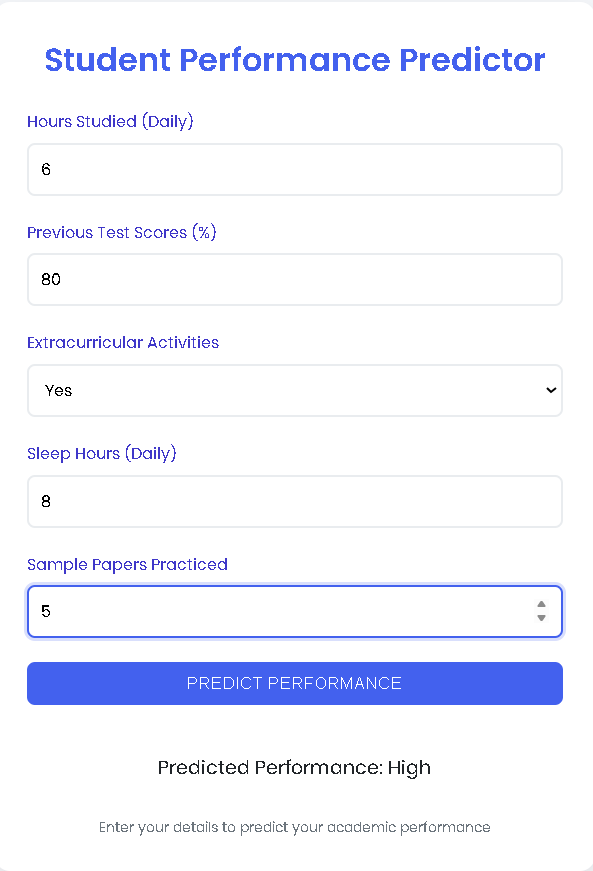 Student Performance Predictor
Hours Studied (Daily)
6
Previous Test Scores (%)
80
Extracurricular Activities
Yes
Sleep Hours (Daily)
8
Sample Papers Practiced
5
PREDICT PERFORMANCE
Predicted Performance: High
Enter your details to predict your academic performance